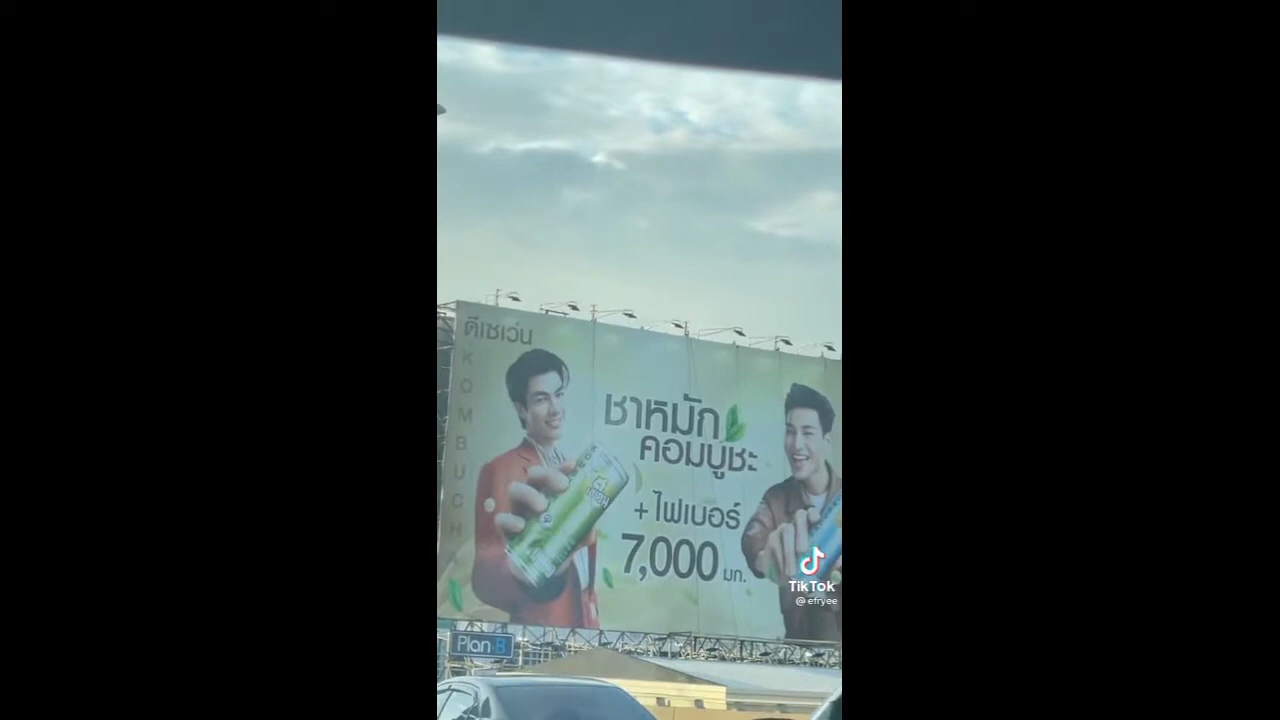 ดีเซเว่น
KOMBUCH
ชาหมัก
คอมบูชะ
+ไฟเบอร์
7,000 มก.
Plan B
TikTok
@efryee